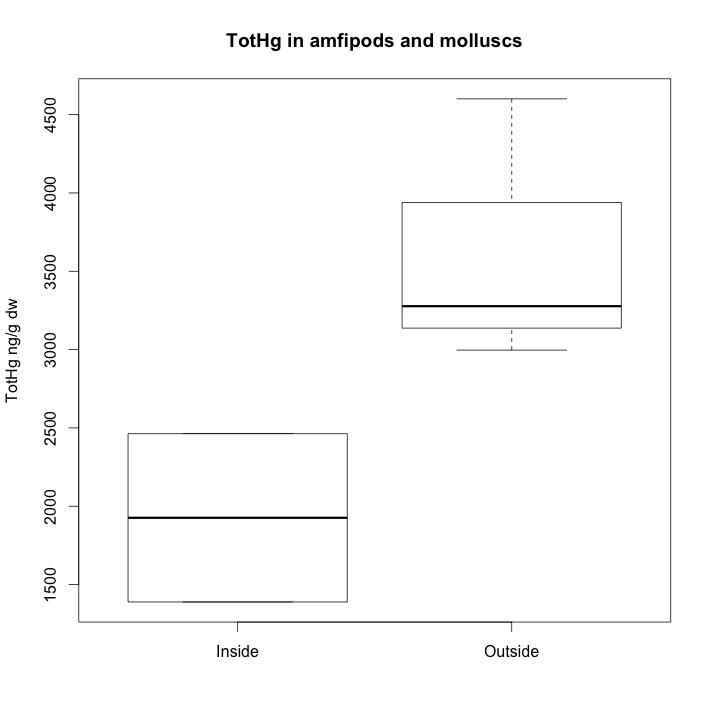 TotHg in amfipods and molluscs
TotHg ng/g dw
4500
4000
3500
3000
2500
2000
1500
Inside
Outside